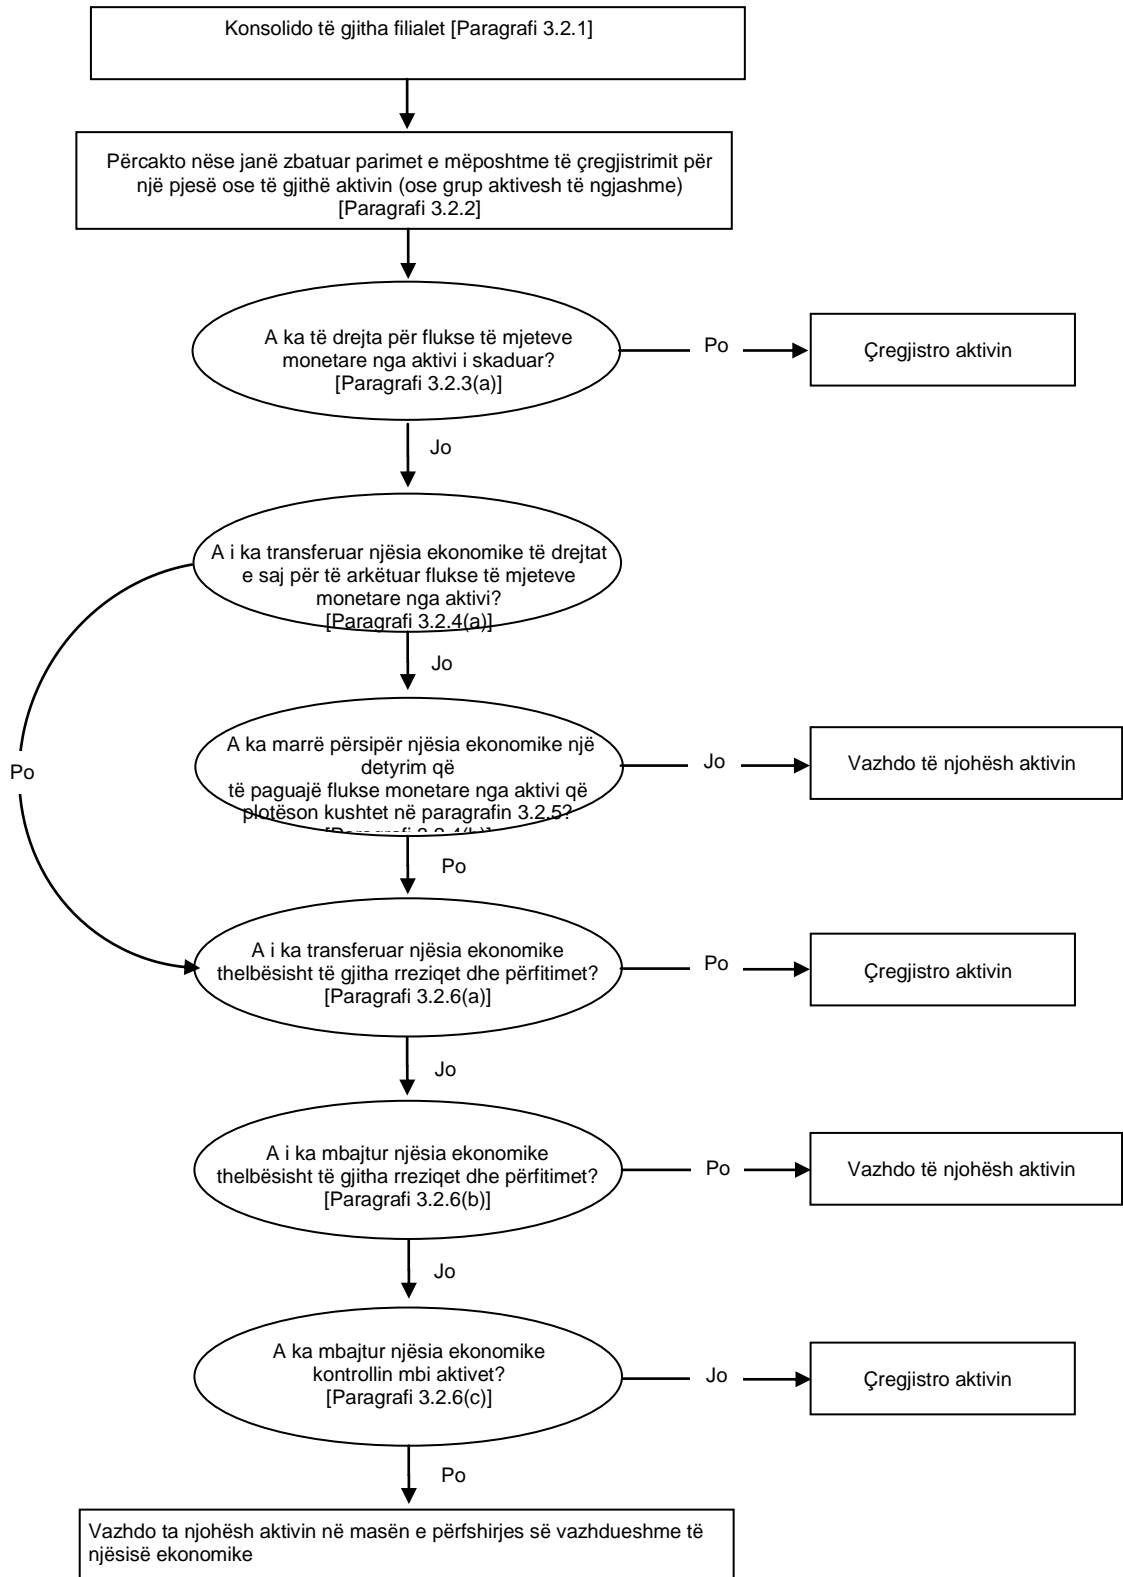 Konsolido të gjitha filialet [Paragrafi 3.2.1]
Përcakto nëse janë zbatuar parimet e mëposhtme të çregjistrimit për
një pjesë ose të gjithë aktivin (ose grup aktivesh të ngjashme)
[Paragrafi 3.2.2]
A ka të drejta për flukse të mjeteve
monetare nga aktivi i skaduar?
[Paragrafi 3.2.3(a)]
Po
Çregjistro aktivin
Jo
A i ka transferuar njësia ekonomike të drejtat
e saj për të arkëtuar flukse të mjeteve
monetare nga aktivi?
[Paragrafi 3.2.4(a)]
Jo
Po
A ka marrë përsipër njësia ekonomike një
detyrim që
të paguajë flukse monetare nga aktivi që
plotëson kushtet në paragrafin 3.2.5?
[Paragrafi 3.2.4(b)]
Jo
Vazhdo të njohësh aktivin
Po
A i ka transferuar njësia ekonomike
thelbësisht të gjitha rreziqet dhe përfitimet?
[Paragrafi 3.2.6(a)]
Po
Çregjistro aktivin
Jo
A i ka mbajtur njësia ekonomike
thelbësisht të gjitha rreziqet dhe përfitimet?
[Paragrafi 3.2.6(b)]
Po
Vazhdo të njohësh aktivin
Jo
A ka mbajtur njësia ekonomike
kontrollin mbi aktivet?
[Paragrafi 3.2.6(c)]
Jo
Çregjistro aktivin
Po
Vazhdo ta njohësh aktivin në masën e përfshirjes së vazhdueshme të
njësisë ekonomike